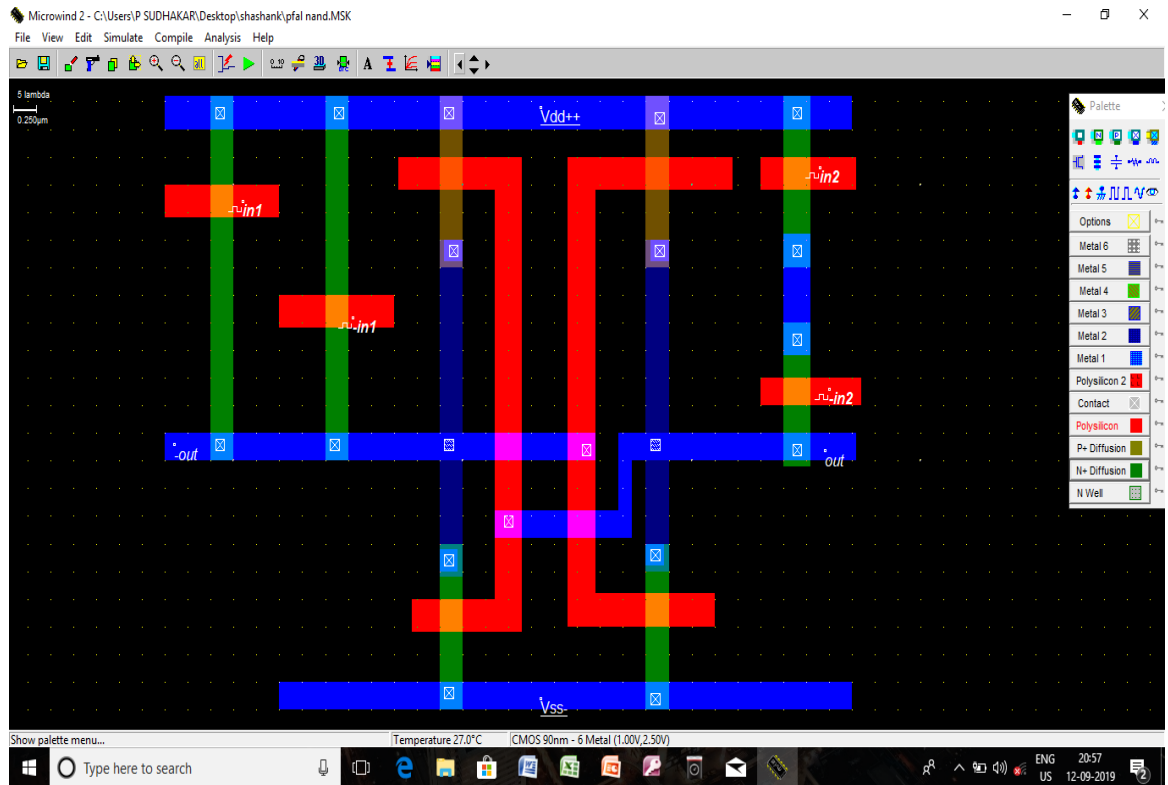 Microwind 2 - C:\Users\P SUDHAKAR\Desktop\shashank\pfal nand.MSK
File View Edit Simulate Compile Analysis Help
5 lambda
0.250µm
Vdd++
in1
in2
-in1
-in2
-out
out
Vss-
Palette
Options
Metal 6
Metal 5
Metal 4
Metal 3
Metal 2
Metal 1
Polysilicon 2
Contact
Polysilicon
P+ Diffusion
N+ Diffusion
N Well
Show palette menu...
Temperature 27.0°C
CMOS 90nm - 6 Metal (1.00V,2.50V)
Type here to search
ENG
US
20:57
12-09-2019
2